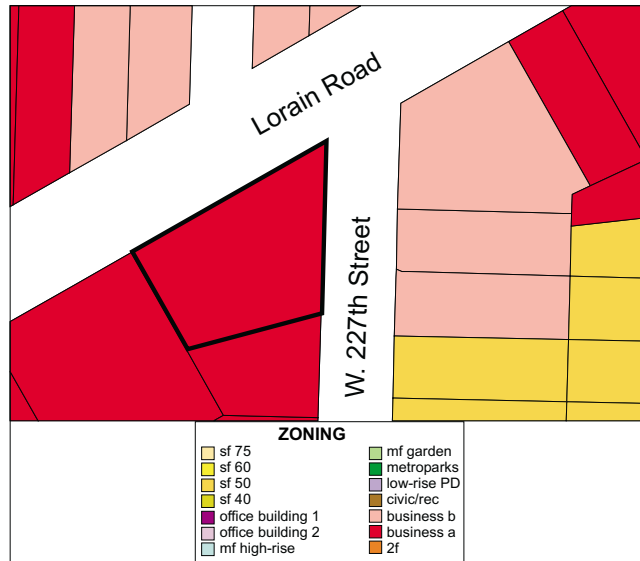 Lorain Road
W. 227th Street
ZONING
sf 75
sf 60
sf 50
sf 40
office building 1
office building 2
mf high-rise
mf garden
metroparks
low-rise PD
civic/rec
business b
business a
2f